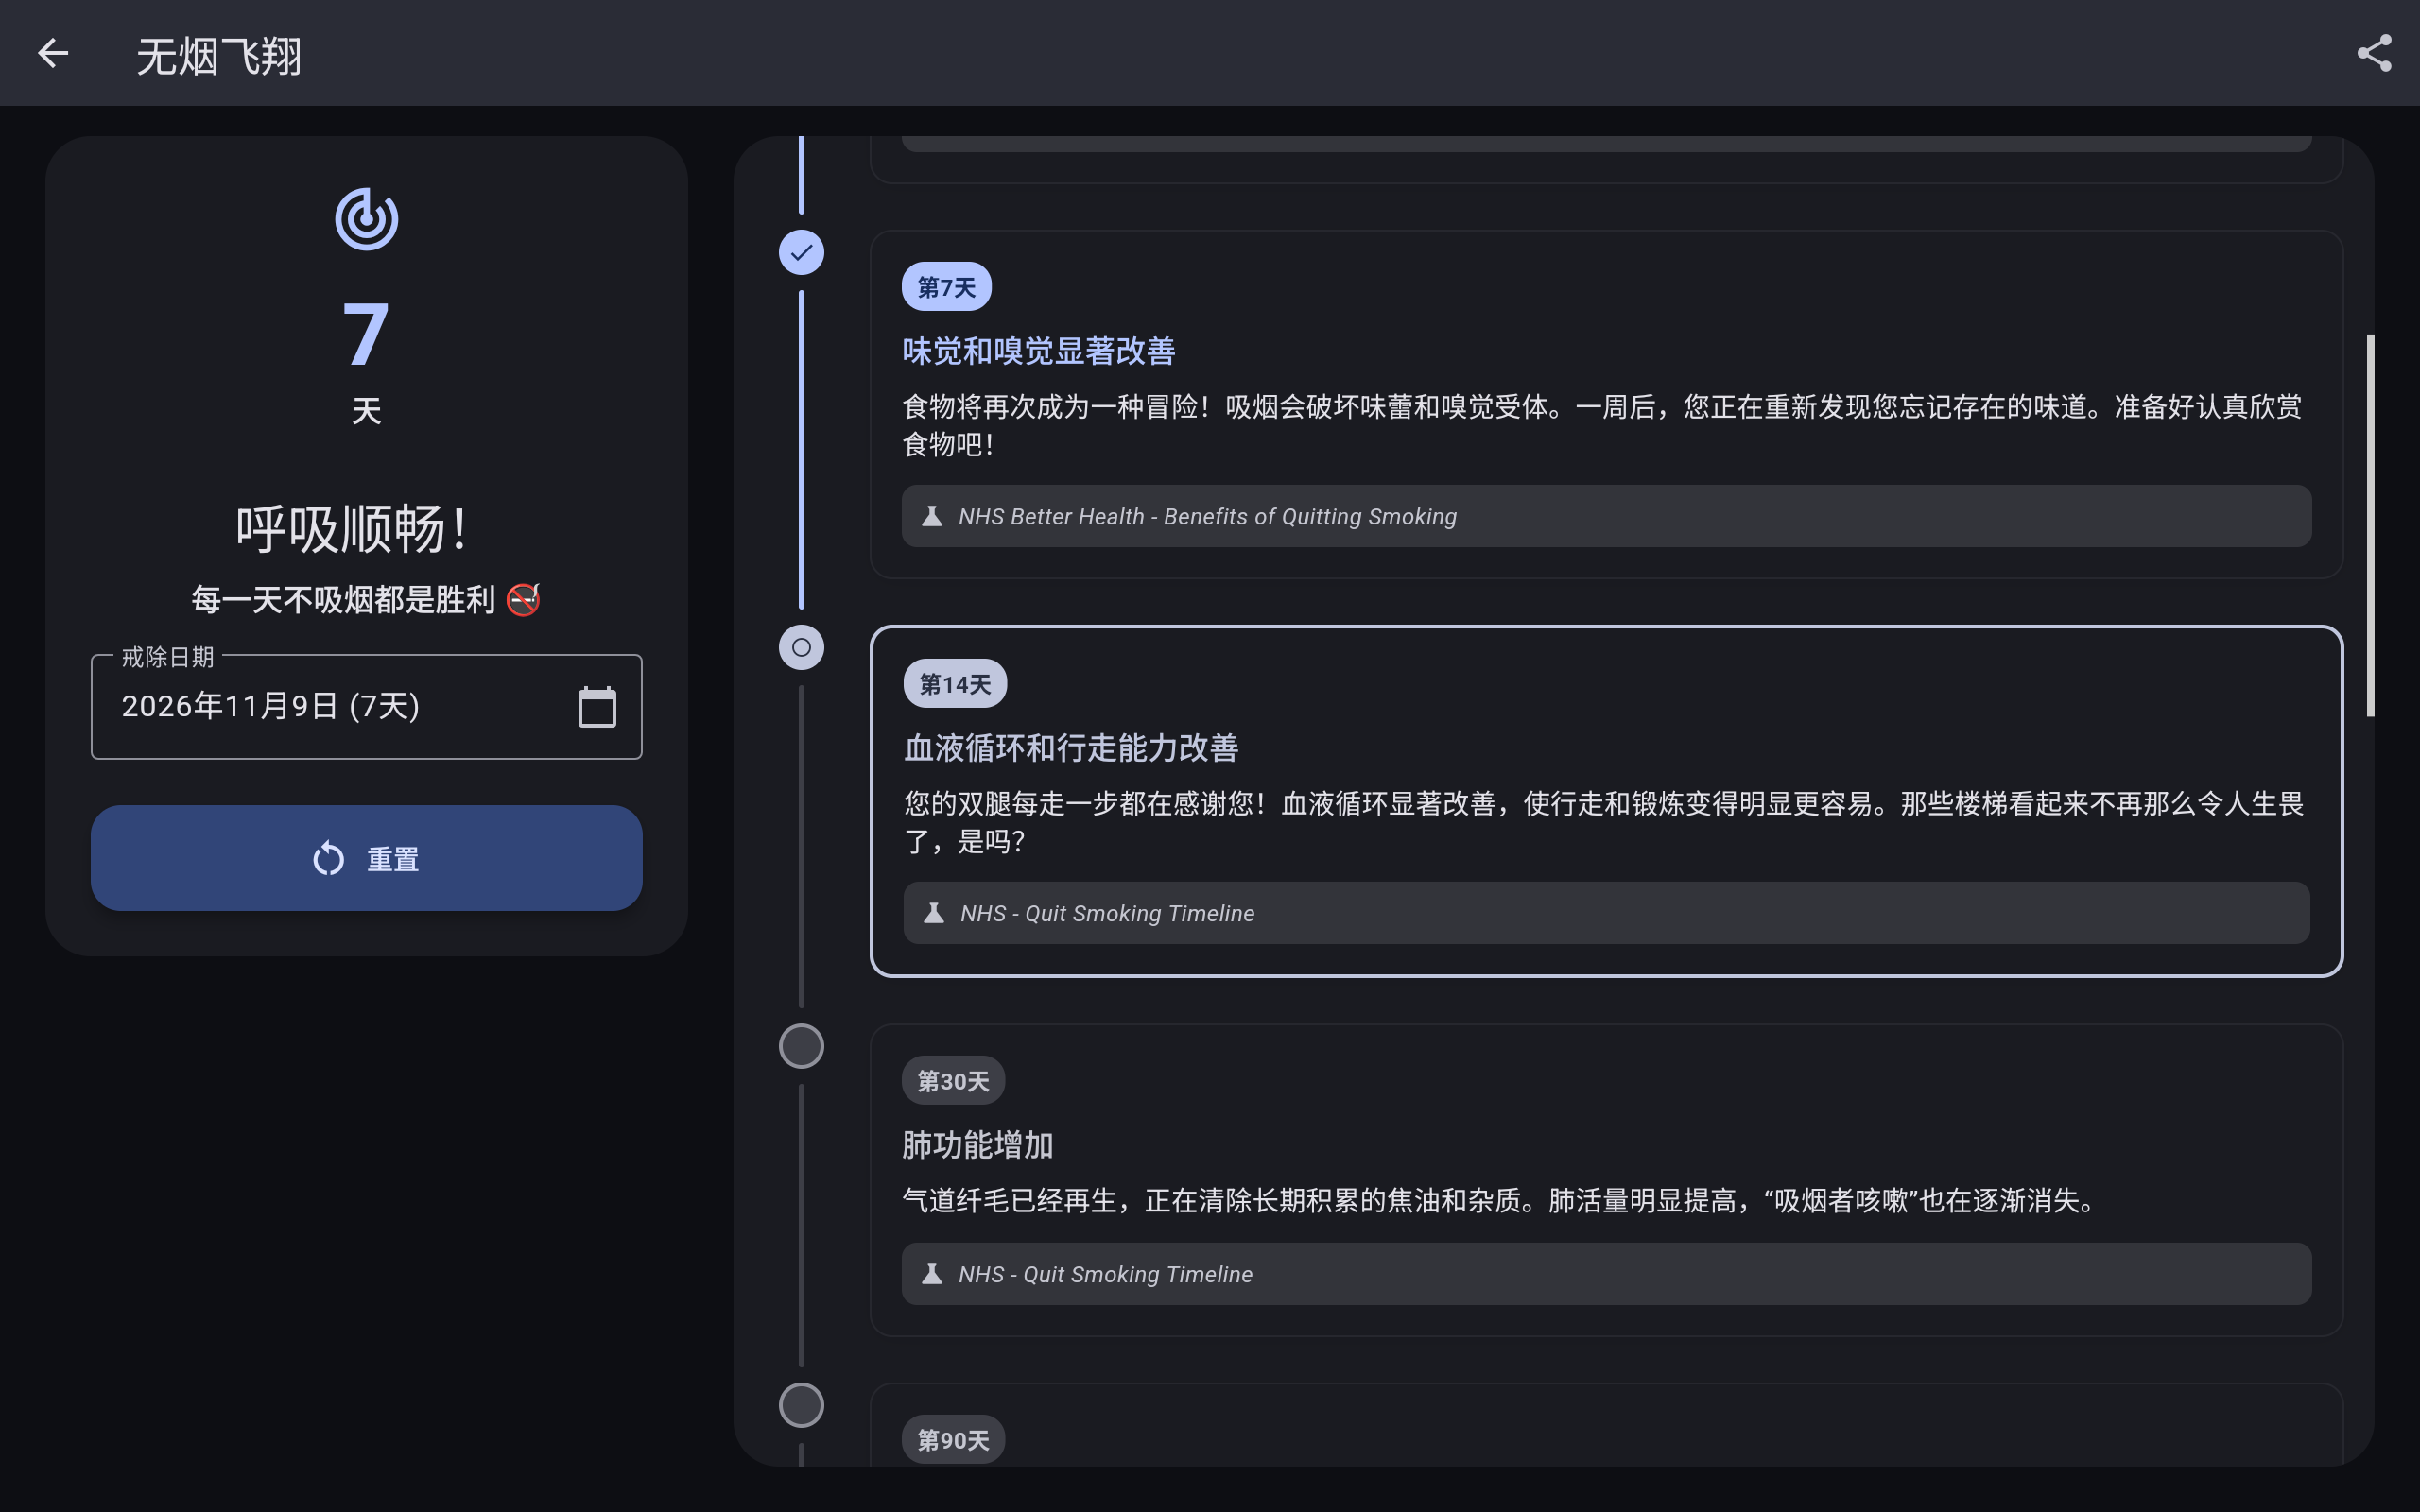 无烟飞翔
7
天
呼吸顺畅！
每一天不吸烟都是胜利 🚭
戒除日期
2026年11月9日 (7天)
重置
第7天
味觉和嗅觉显著改善
食物将再次成为一种冒险！吸烟会破坏味蕾和嗅觉受体。一周后，您正在重新发现您忘记存在的味道。准备好认真欣赏
食物吧！
NHS Better Health - Benefits of Quitting Smoking
第14天
血液循环和行走能力改善
您的双腿每走一步都在感谢您！血液循环显著改善，使行走和锻炼变得明显更容易。那些楼梯看起来不再那么令人生畏
了，是吗？
NHS - Quit Smoking Timeline
第30天
肺功能增加
气道纤毛已经再生，正在清除长期积累的焦油和杂质。肺活量明显提高，“吸烟者咳嗽”也在逐渐消失。
NHS - Quit Smoking Timeline
第90天